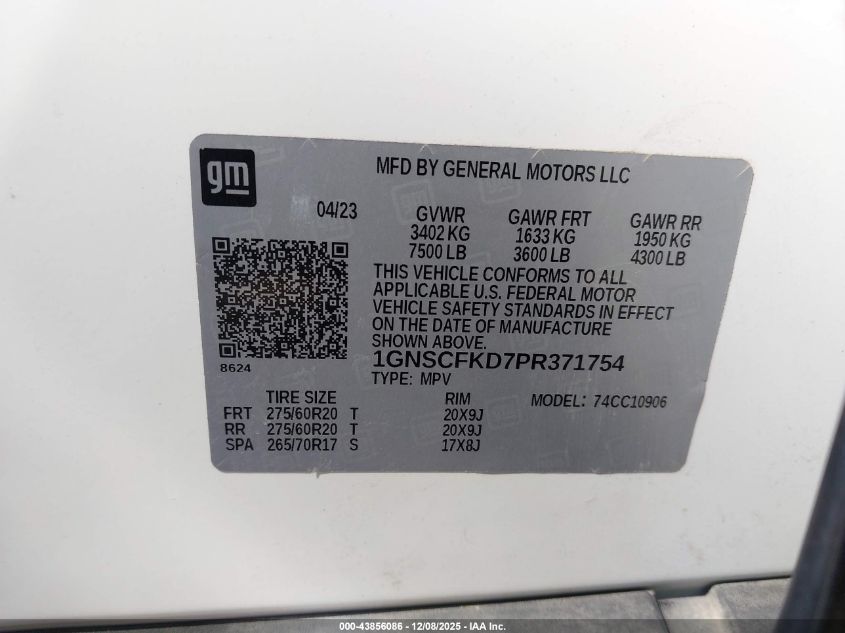 gm
MFD BY GENERAL MOTORS LLC
04/23
GVWR GAWR FRT GAWR RR
3402 KG 1633 KG 1950 KG
7500 LB 3600 LB 4300 LB
THIS VEHICLE CONFORMS TO ALL
APPLICABLE U.S. FEDERAL MOTOR
VEHICLE SAFETY STANDARDS IN EFFECT
ON THE DATE OF MANUFACTURE
SHOWN ABOVE.
8624
1GNSCFKD7PR371754
TYPE: MPV
TIRE SIZE RIM MODEL: 74CC10906
FRT 275/60R20 T 20X9J
RR 275/60R20 T 20X9J
SPA 265/70R17 S 17X8J
000-43856086 - 12/08/2025 - IAA Inc.